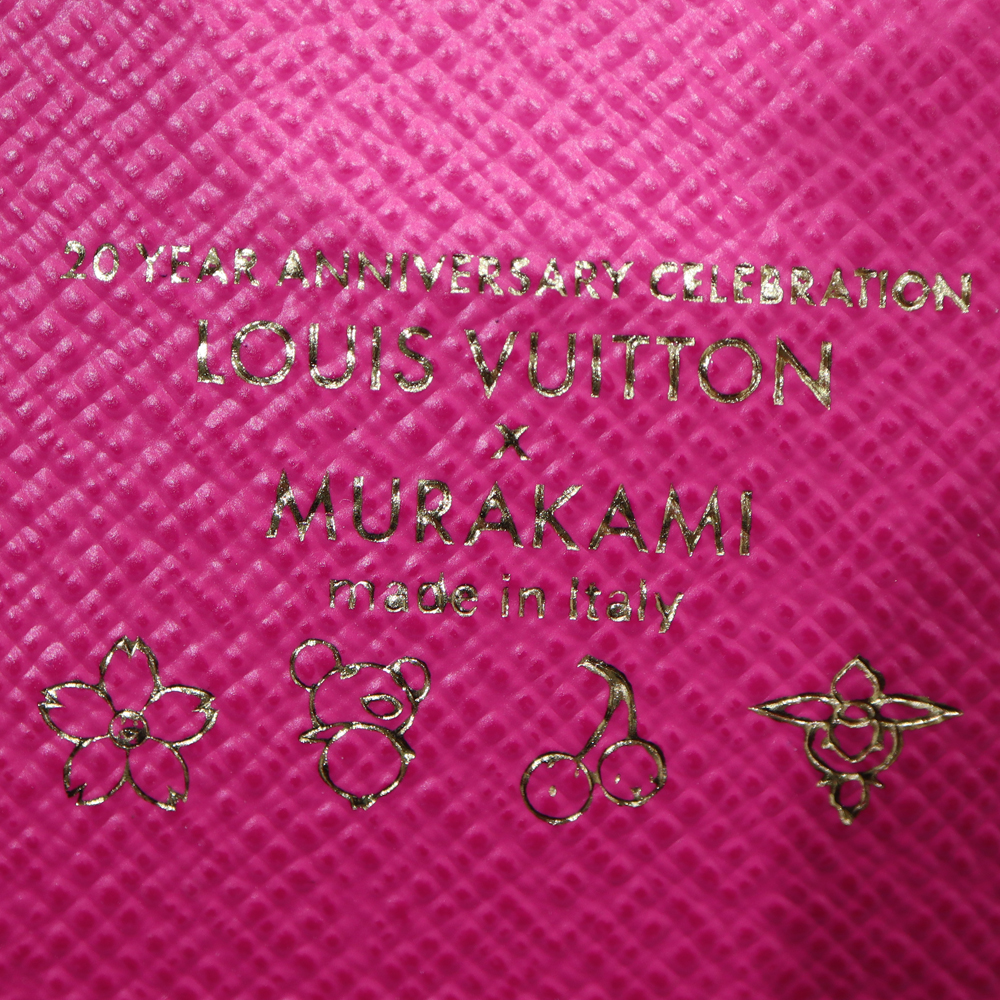 20 YEAR ANNIVERSARY CELEBRATION
LOUIS VUITTON
x
MURAKAMI
made in Italy